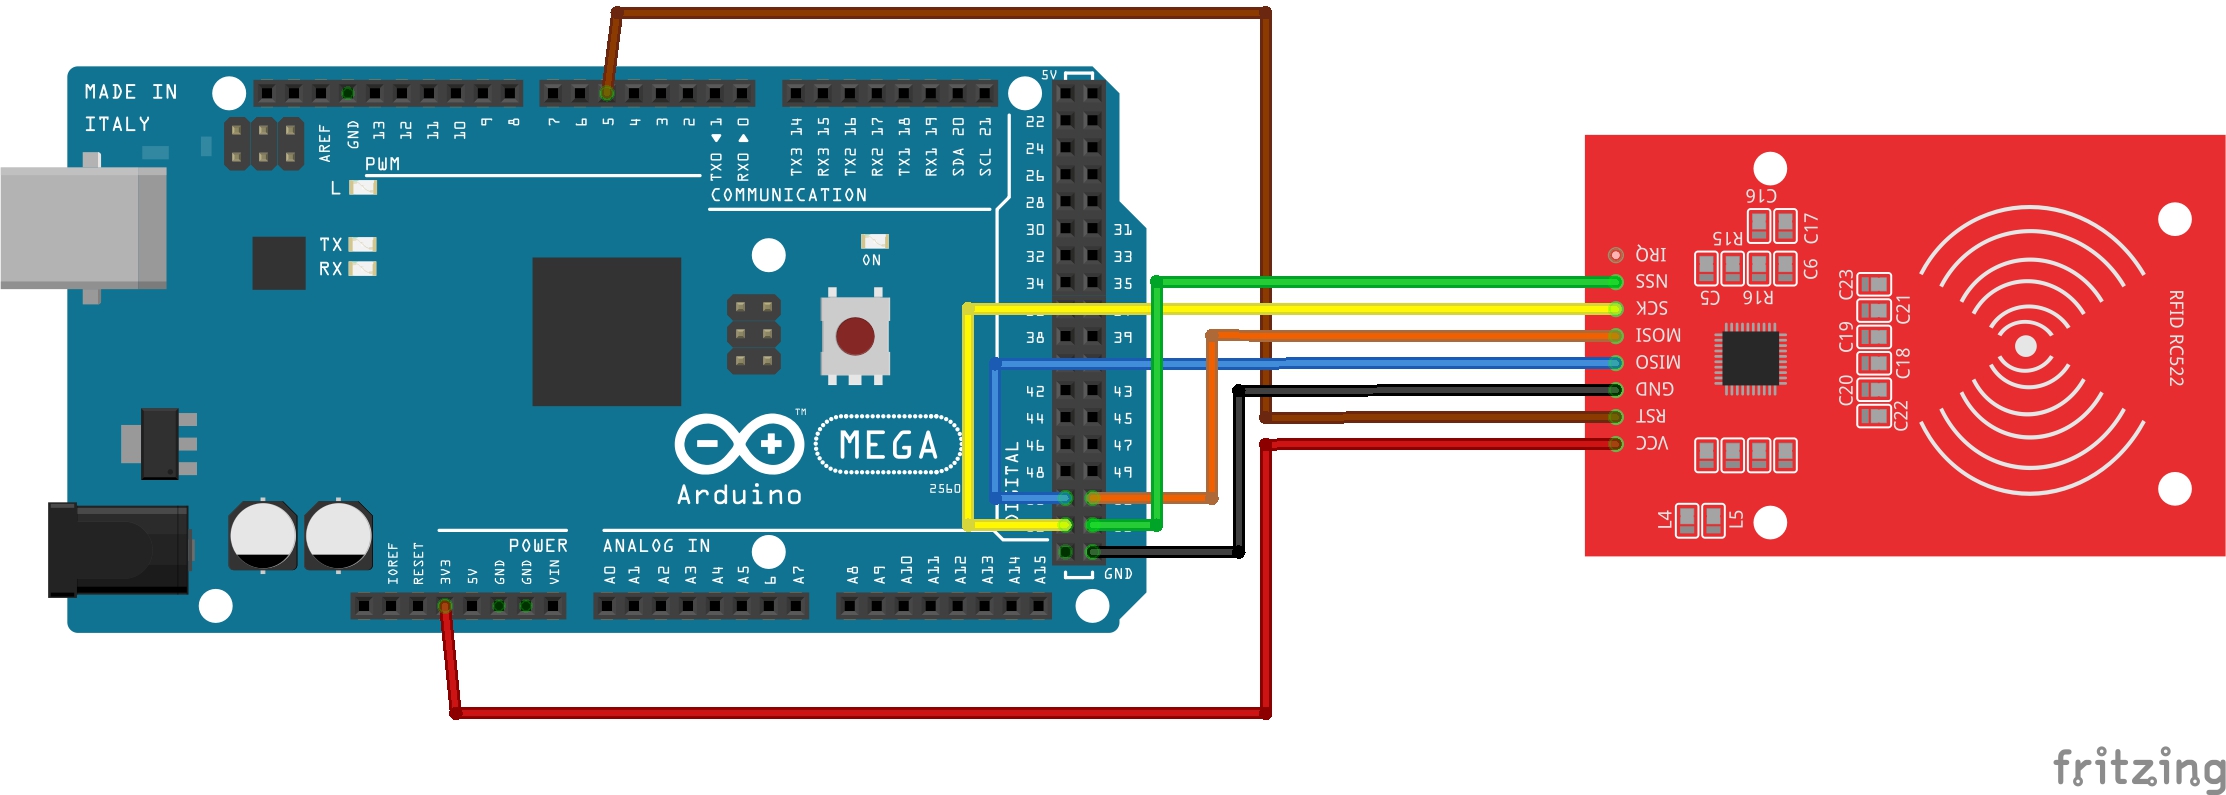 MADE IN
ITALY
AREF
GND
13
12
11
10
9
8
7
6
5
4
3
2
TX0 ▶ 1
RX0 ◀ 0
TX3 14
RX3 15
TX2 16
RX2 17
TX1 18
RX1 19
SDA 20
SCL 21
PWM
L
COMMUNICATION
TX
RX
ON
5V
22
24
26
28
30 31
32 33
34 35
38 39
42 43
44 45
46 47
48 49
DIGITAL
GND
TM
MEGA
2560
Arduino
POWER
ANALOG IN
IOREF
RESET
3V3
5V
GND
GND
VIN
A0
A1
A2
A3
A4
A5
6
A7
A8
A9
A10
A11
A12
A13
A14
A15
IRQ
NSS
SCK
MOSI
MISO
GND
RST
VCC
C16
C17
R15
C6
C5
R16
C23
C21
C19
C18
C20
C22
L4
L5
RFID RC522
fritzing